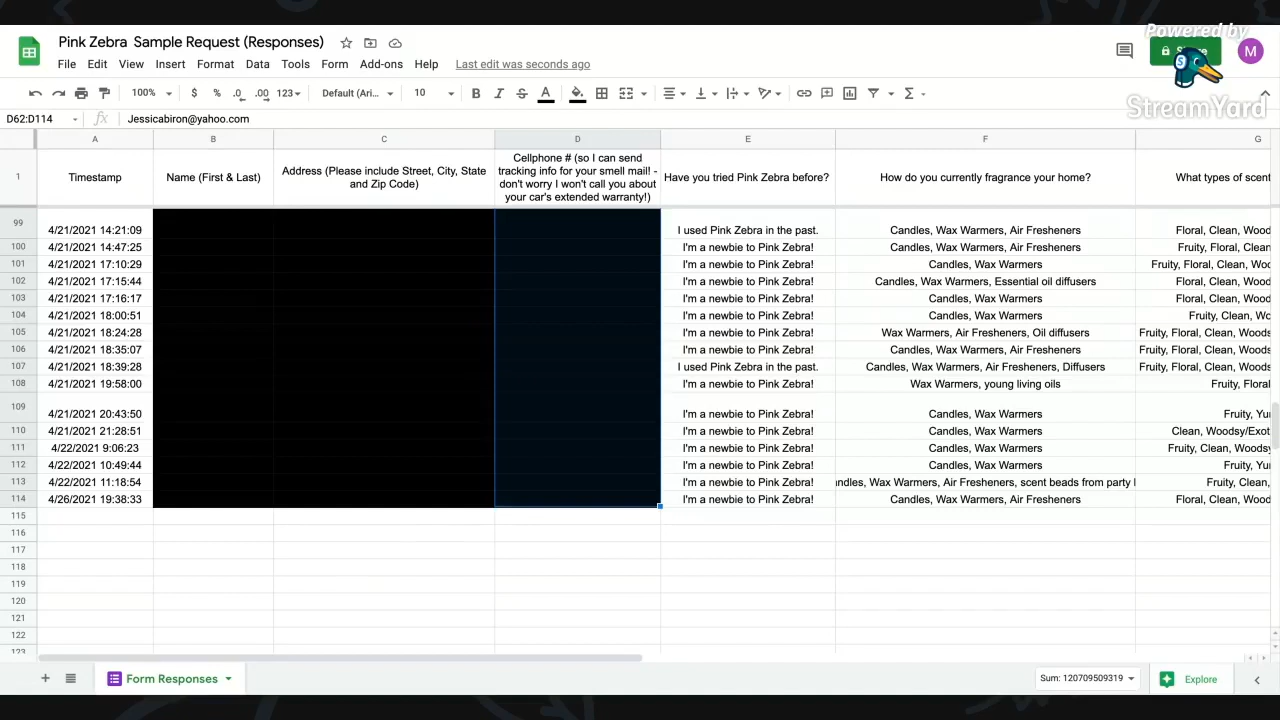 Powered by
StreamYard
Pink Zebra Sample Request (Responses)
Share
M
File Edit View Insert Format Data Tools Form Add-ons Help Last edit was seconds ago
100% $ % .0 .00 123 Default (Ari... 10 B I S A
D62:D114 fx Jessicabiron@yahoo.com
A B C D E F G
1 Timestamp Name (First & Last) Address (Please include Street, City, State and Zip Code) Cellphone # (so I can send tracking info for your smell mail! - don't worry I won't call you about your car's extended warranty!) Have you tried Pink Zebra before? How do you currently fragrance your home? What types of scent
99 4/21/2021 14:21:09 I used Pink Zebra in the past. Candles, Wax Warmers, Air Fresheners Floral, Clean, Wood
100 4/21/2021 14:47:25 I'm a newbie to Pink Zebra! Candles, Wax Warmers, Air Fresheners Fruity, Floral, Clean
101 4/21/2021 17:10:29 I'm a newbie to Pink Zebra! Candles, Wax Warmers Fruity, Floral, Clean, Wo
102 4/21/2021 17:15:44 I'm a newbie to Pink Zebra! Candles, Wax Warmers, Essential oil diffusers Floral, Clean, Wood
103 4/21/2021 17:16:17 I'm a newbie to Pink Zebra! Candles, Wax Warmers Floral, Clean, Wood
104 4/21/2021 18:00:51 I'm a newbie to Pink Zebra! Candles, Wax Warmers Fruity, Clean, Wo
105 4/21/2021 18:24:28 I'm a newbie to Pink Zebra! Wax Warmers, Air Fresheners, Oil diffusers Fruity, Floral, Clean, Woods
106 4/21/2021 18:35:07 I'm a newbie to Pink Zebra! Candles, Wax Warmers, Air Fresheners Fruity, Floral, Clean, Woods
107 4/21/2021 18:39:28 I used Pink Zebra in the past. Candles, Wax Warmers, Air Fresheners, Diffusers Fruity, Floral, Clean, Woods
108 4/21/2021 19:58:00 I'm a newbie to Pink Zebra! Wax Warmers, young living oils Fruity, Floral
109 4/21/2021 20:43:50 I'm a newbie to Pink Zebra! Candles, Wax Warmers Fruity, Yu
110 4/21/2021 21:28:51 I'm a newbie to Pink Zebra! Candles, Wax Warmers Clean, Woodsy/Exot
111 4/22/2021 9:06:23 I'm a newbie to Pink Zebra! Candles, Wax Warmers Fruity, Clean, Woodsy
112 4/22/2021 10:49:44 I'm a newbie to Pink Zebra! Candles, Wax Warmers Fruity, Yu
113 4/22/2021 11:18:54 I'm a newbie to Pink Zebra! ndles, Wax Warmers, Air Fresheners, scent beads from party Fruity, Clean,
114 4/26/2021 19:38:33 I'm a newbie to Pink Zebra! Candles, Wax Warmers, Air Fresheners Floral, Clean, Wood
115
116
117
118
119
120
121
122
123
Form Responses Sum: 120709509319 Explore